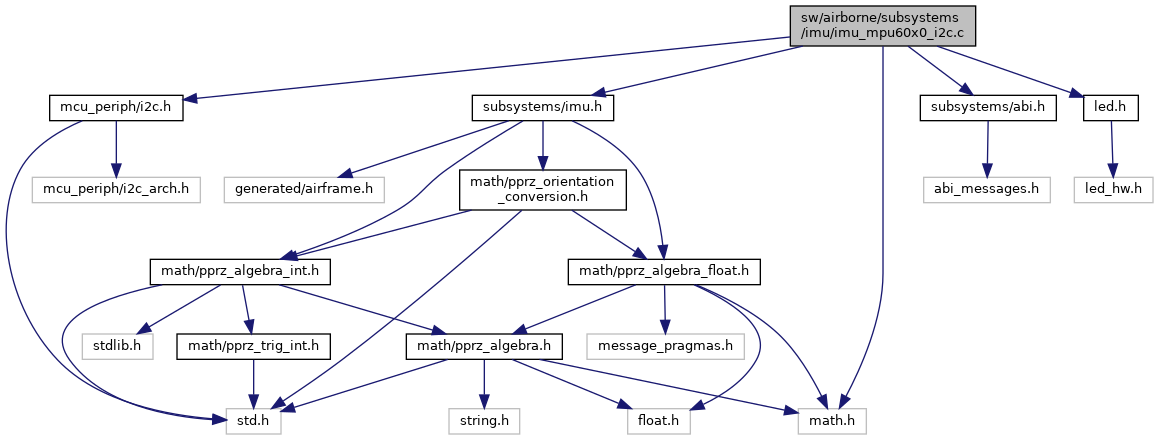 sw/airborne/subsystems
/imu/imu_mpu60x0_i2c.c
mcu_periph/i2c.h
subsystems/imu.h
subsystems/abi.h
led.h
mcu_periph/i2c_arch.h
generated/airframe.h
math/pprz_orientation
_conversion.h
abi_messages.h
led_hw.h
math/pprz_algebra_int.h
math/pprz_algebra_float.h
stdlib.h
math/pprz_trig_int.h
math/pprz_algebra.h
message_pragmas.h
std.h
string.h
float.h
math.h